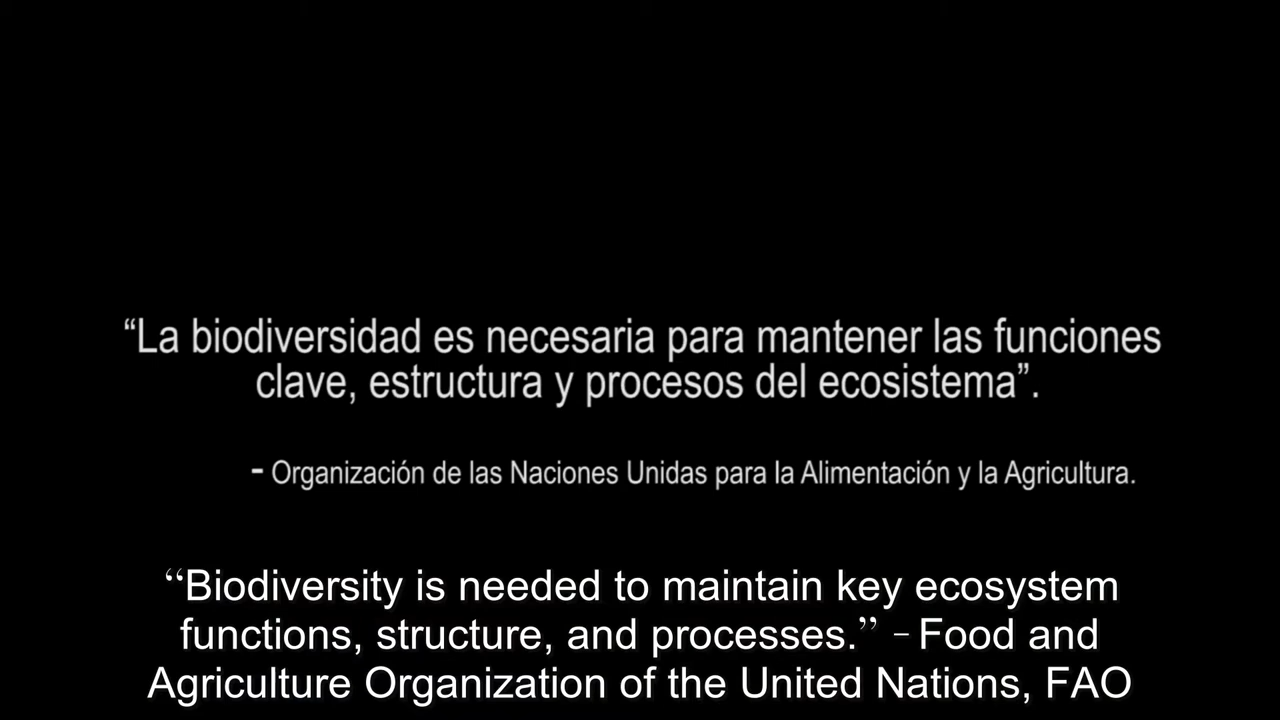 “La biodiversidad es necesaria para mantener las funciones
clave, estructura y procesos del ecosistema”.
- Organización de las Naciones Unidas para la Alimentación y la Agricultura.
“Biodiversity is needed to maintain key ecosystem
functions, structure, and processes.” – Food and
Agriculture Organization of the United Nations, FAO